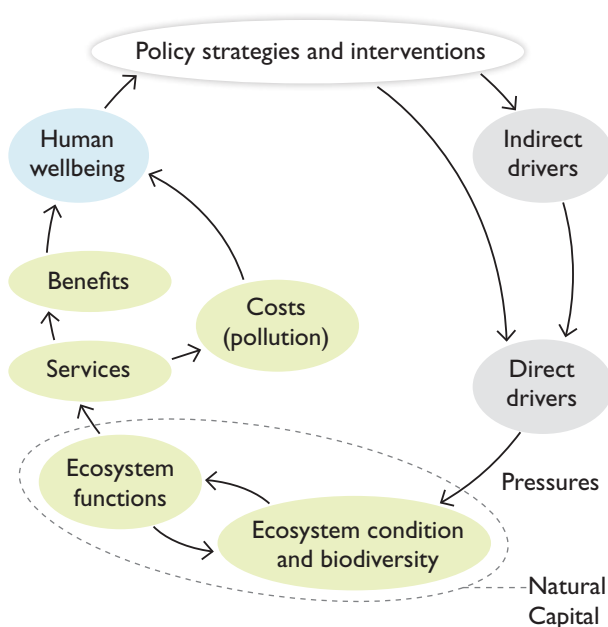 Policy strategies and interventions
Human
wellbeing
Indirect
drivers
Benefits
Costs
(pollution)
Services
Direct
drivers
Ecosystem
functions
Pressures
Ecosystem condition
and biodiversity
Natural
Capital